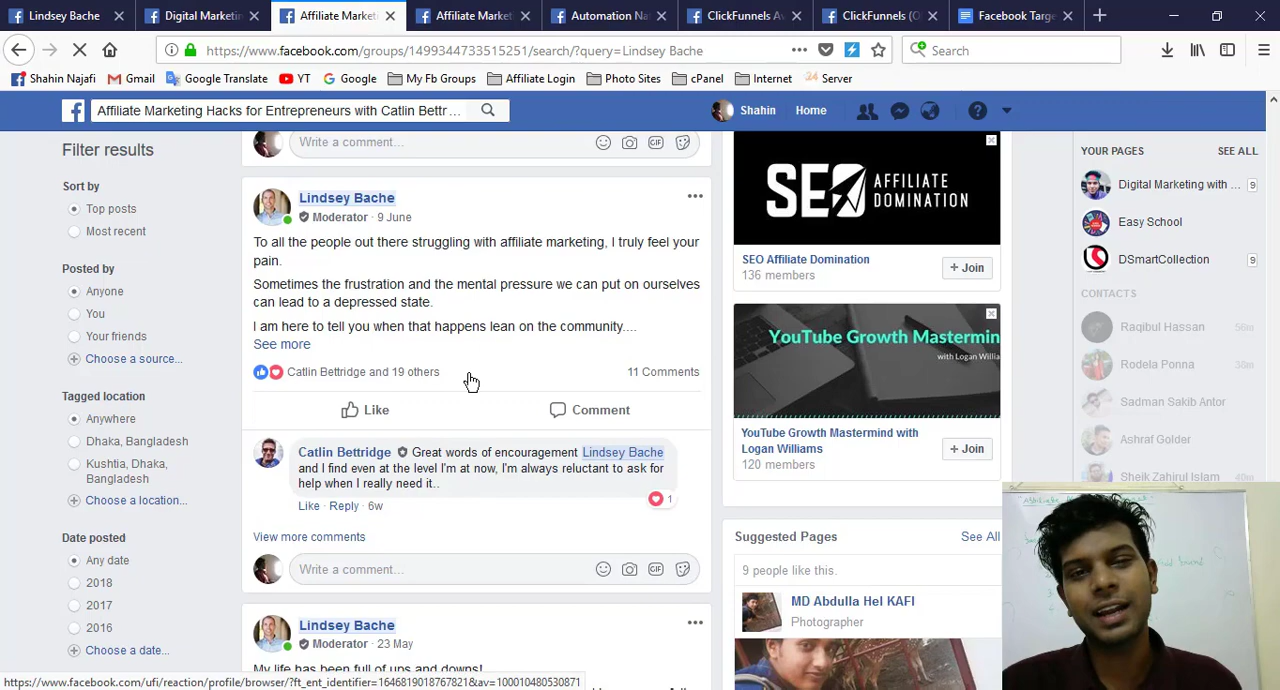 Lindsey Bache
Digital Marketin
Affiliate Market
Affiliate Market
Automation Na
ClickFunnels Av
ClickFunnels (O
Facebook Targe
https://www.facebook.com/groups/1499344733515251/search/?query=Lindsey Bache
Search
Shahin Najafi
Gmail
Google Translate
YT
Google
My Fb Groups
Affiliate Login
Photo Sites
cPanel
Internet
Server
Affiliate Marketing Hacks for Entrepreneurs with Catlin Bettr ...
Shahin
Home
Filter results
Sort by
Top posts
Most recent
Posted by
Anyone
You
Your friends
Choose a source...
Tagged location
Anywhere
Dhaka, Bangladesh
Kushtia, Dhaka,
Bangladesh
Choose a location...
Date posted
Any date
2018
2017
2016
Choose a date...
Write a comment...
GIF
Lindsey Bache
Moderator · 9 June
To all the people out there struggling with affiliate marketing, I truly feel your
pain.
Sometimes the frustration and the mental pressure we can put on ourselves
can lead to a depressed state.
I am here to tell you when that happens lean on the community....
See more
Catlin Bettridge and 19 others
11 Comments
Like
Comment
Catlin Bettridge Great words of encouragement Lindsey Bache
and I find even at the level I'm at now, I'm always reluctant to ask for
help when I really need it..
1
Like · Reply · 6w
View more comments
Write a comment...
GIF
Lindsey Bache
Moderator · 23 May
My life has been full of ups and downs!
SEO AFFILIATE
DOMINATION
SEO Affiliate Domination
136 members
+ Join
YouTube Growth Mastermin
with Logan Willia
YouTube Growth Mastermind with
Logan Williams
120 members
+ Join
Suggested Pages
See All
9 people like this.
MD Abdulla Hel KAFI
Photographer
YOUR PAGES
SEE ALL
Digital Marketing with ...
9
Easy School
DSmartCollection
9
CONTACTS
Raqibul Hassan
56m
Rodela Ponna
38m
Sadman Sakib Antor
Ashraf Golder
Sheik Zahirul Islam
40m
https://www.facebook.com/ufi/reaction/profile/browser/?ft_ent_identifier=1646819018767821&av=100010480530871